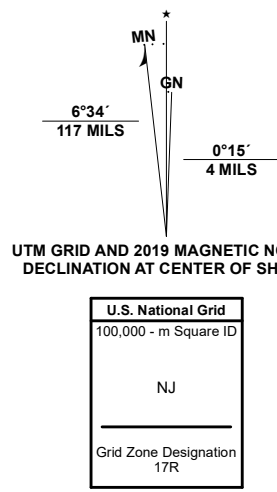 ★
MN
GN
6°34´
117 MILS
0°15´
4 MILS
UTM GRID AND 2019 MAGNETIC N
DECLINATION AT CENTER OF SH
U.S. National Grid
100,000 - m Square ID
NJ
Grid Zone Designation
17R